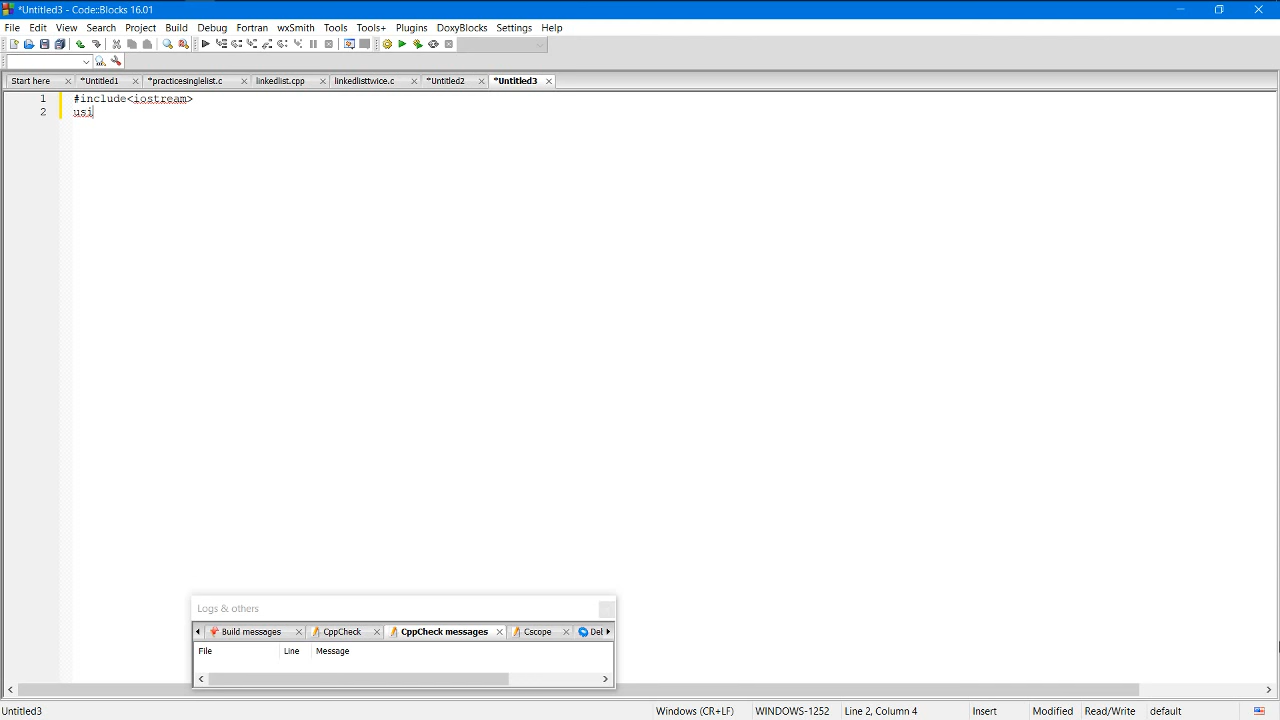 *Untitled3 - Code::Blocks 16.01
File Edit View Search Project Build Debug Fortran wxSmith Tools Tools+ Plugins DoxyBlocks Settings Help
Start here *Untitled1 *practicesinglelist.c linkedlist.cpp linkedlisttwice.c *Untitled2 *Untitled3
1 #include<iostream>
2 usi
Logs & others
Build messages CppCheck CppCheck messages Cscope Del
File Line Message
Untitled3 Windows (CR+LF) WINDOWS-1252 Line 2, Column 4 Insert Modified Read/Write default